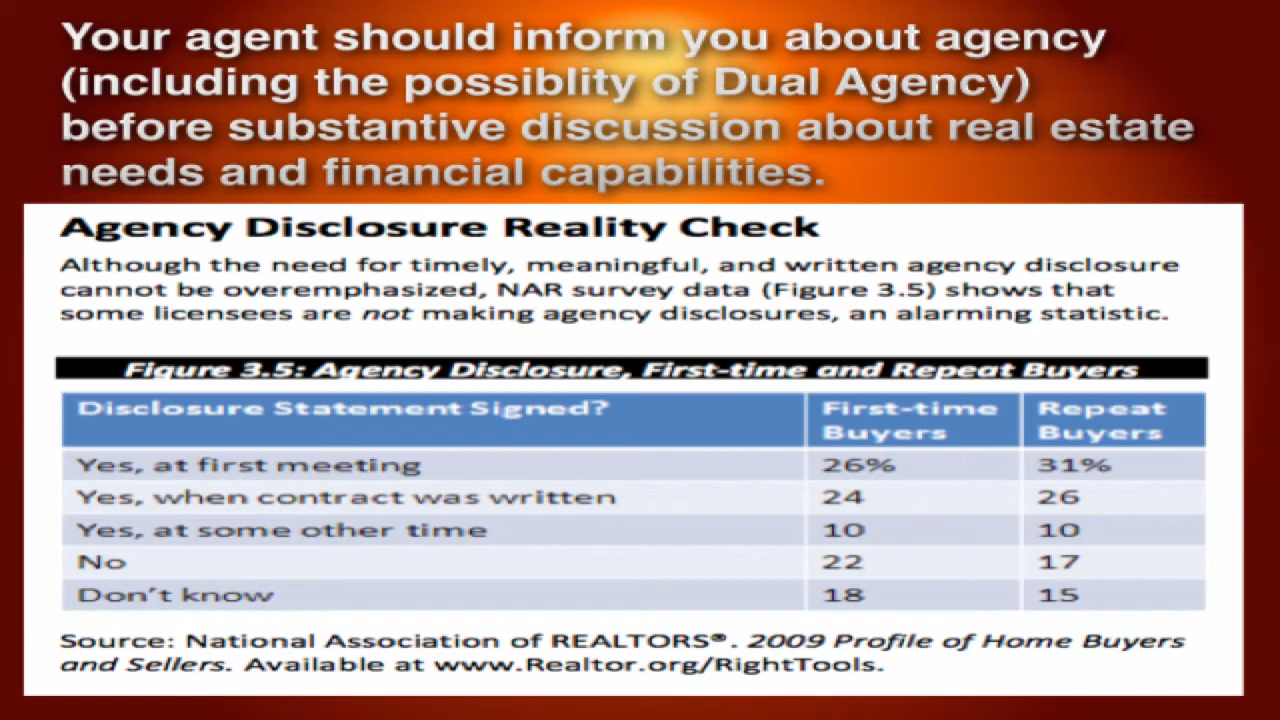 Your agent should inform you about agency
(including the possiblity of Dual Agency)
before substantive discussion about real estate
needs and financial capabilities.
Agency Disclosure Reality Check
Although the need for timely, meaningful, and written agency disclosure
cannot be overemphasized, NAR survey data (Figure 3.5) shows that
some licensees are not making agency disclosures, an alarming statistic.
Figure 3.5: Agency Disclosure, First-time and Repeat Buyers
Disclosure Statement Signed? First-time Buyers Repeat Buyers
Yes, at first meeting 26% 31%
Yes, when contract was written 24 26
Yes, at some other time 10 10
No 22 17
Don't know 18 15
Source: National Association of REALTORS®. 2009 Profile of Home Buyers
and Sellers. Available at www.Realtor.org/RightTools.